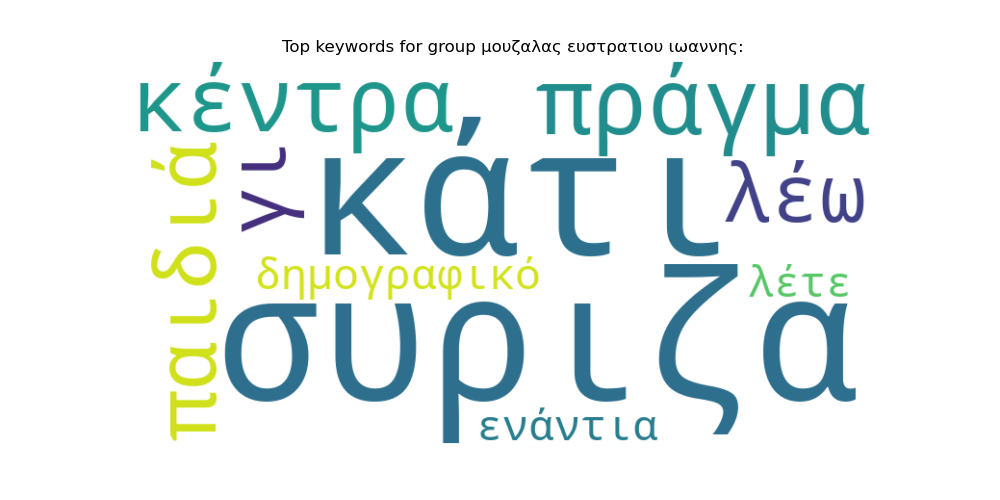 Top keywords for group μουζαλας ευστρατιου ιωαννης:
κέντρα
πράγμα
παιδιά
γι
κάτι
λέω
δημογραφικό
λέτε
συριζα
ενάντια